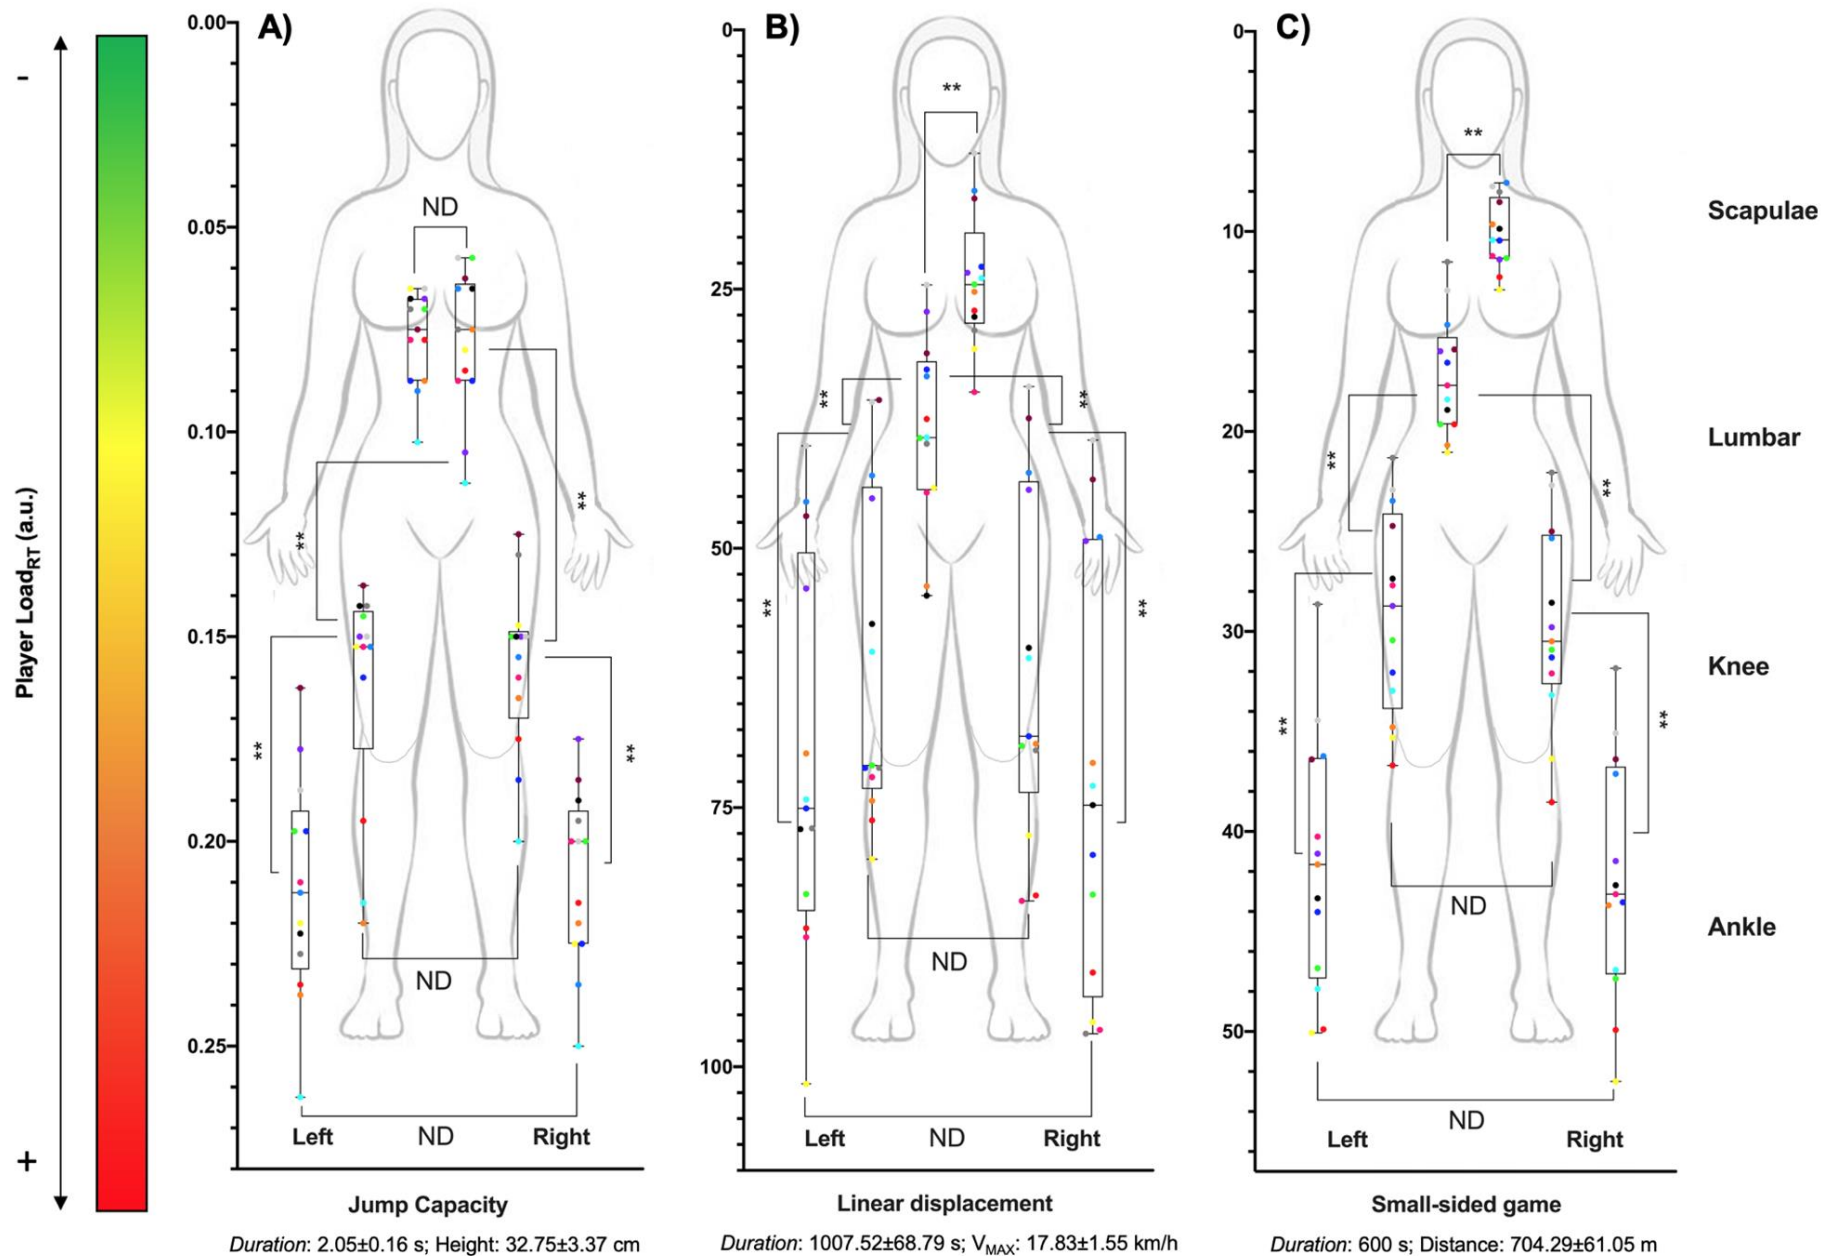 A)
B)
C)
-
+
Player LoadRT (a.u.)
0.00
0.05
0.10
0.15
0.20
0.25
ND
**
**
**
**
ND
Left
ND
Right
Jump Capacity
Duration: 2.05±0.16 s; Height: 32.75±3.37 cm
0
25
50
75
100
**
**
**
**
**
ND
Left
ND
Right
Linear displacement
Duration: 1007.52±68.79 s; VMAX: 17.83±1.55 km/h
0
10
20
30
40
50
**
**
**
**
**
ND
ND
Left
Right
Small-sided game
Duration: 600 s; Distance: 704.29±61.05 m
Scapulae
Lumbar
Knee
Ankle